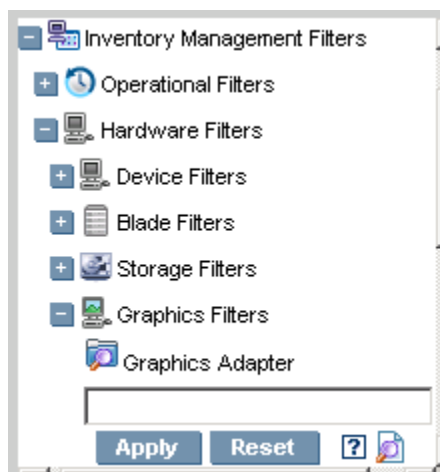 Inventory Management Filters
Operational Filters
Hardware Filters
Device Filters
Blade Filters
Storage Filters
Graphics Filters
Graphics Adapter
Apply Reset ?